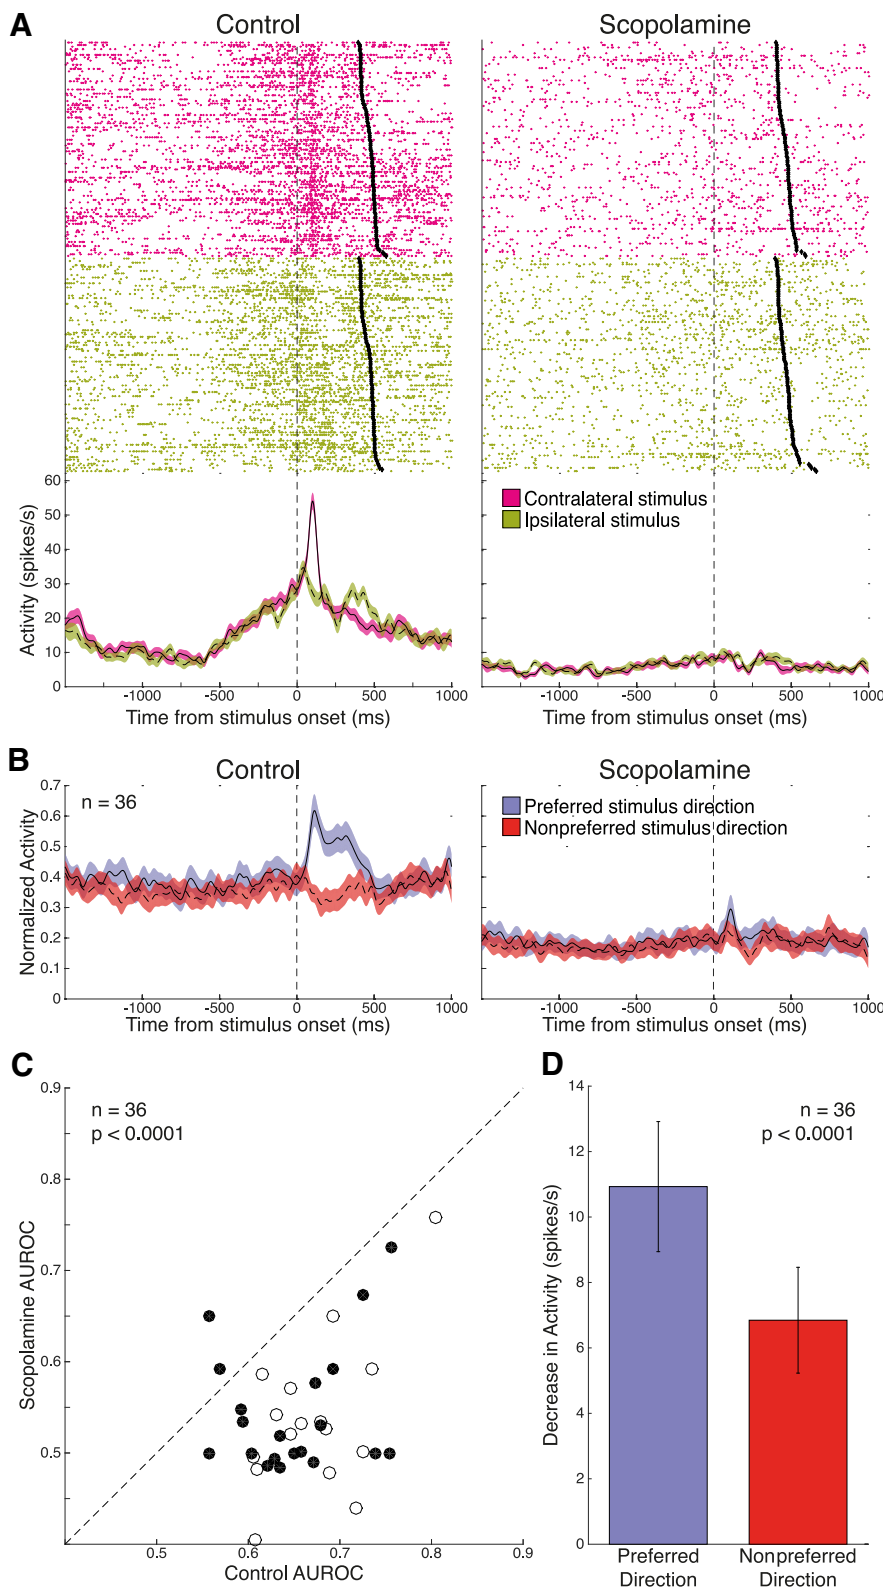 A
Control
Scopolamine
60
50
40
30
20
10
0
Activity (spikes/s)
Contralateral stimulus
Ipsilateral stimulus
-1000 -500 0 500 1000
Time from stimulus onset (ms)
-1000 -500 0 500 1000
Time from stimulus onset (ms)
B
Control
Scopolamine
0.7
0.6
0.5
0.4
0.3
0.2
0.1
0
Normalized Activity
n = 36
Preferred stimulus direction
Nonpreferred stimulus direction
-1000 -500 0 500 1000
Time from stimulus onset (ms)
-1000 -500 0 500 1000
Time from stimulus onset (ms)
C
0.9
0.8
0.7
0.6
0.5
Scopolamine AUROC
n = 36
p < 0.0001
0.5 0.6 0.7 0.8 0.9
Control AUROC
D
14
12
10
8
6
4
2
0
Decrease in Activity (spikes/s)
n = 36
p < 0.0001
Preferred
Direction
Nonpreferred
Direction